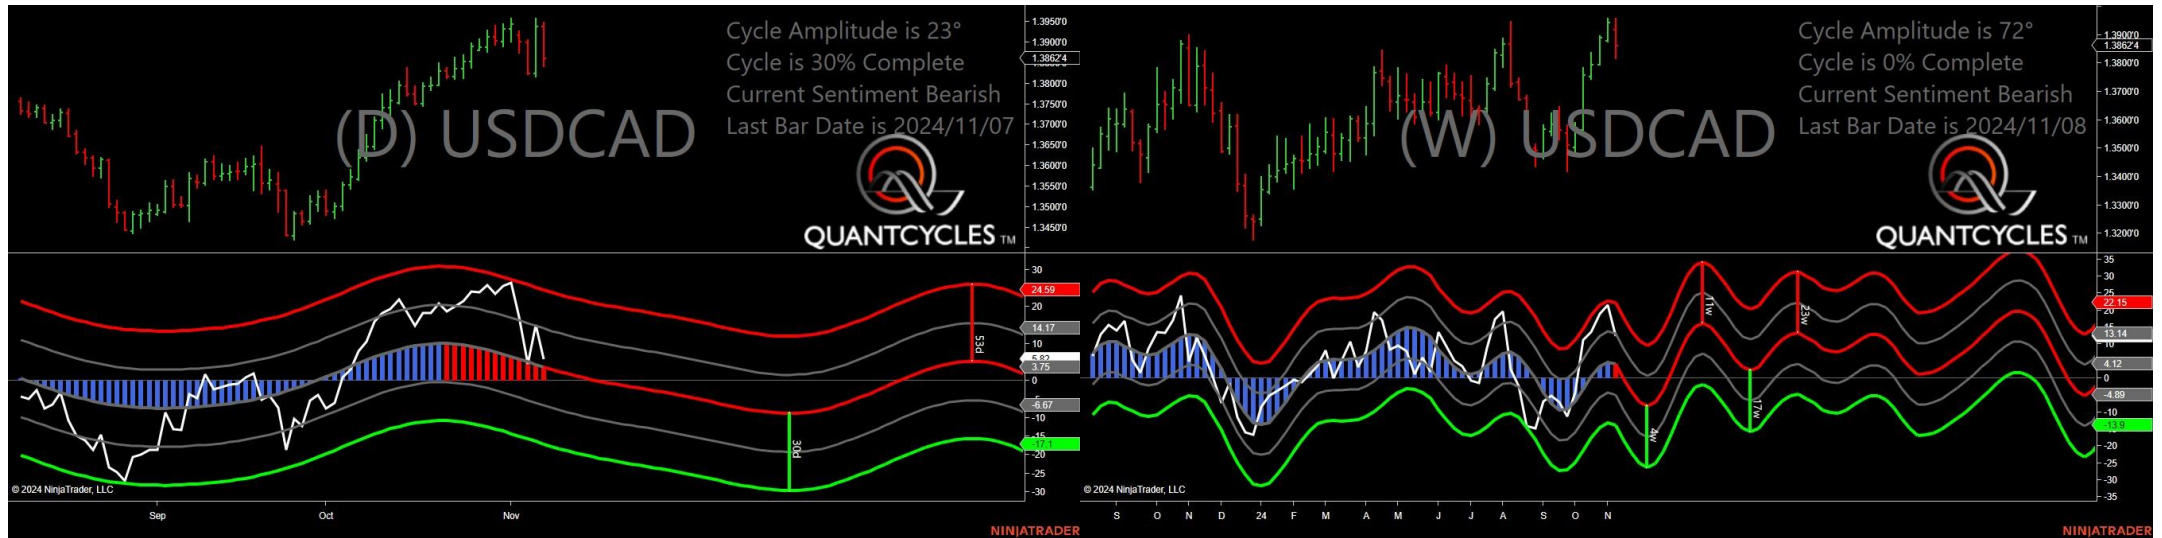 Cycle Amplitude is 23°
Cycle is 30% Complete
Current Sentiment Bearish
Last Bar Date is 2024/11/07
(D) USDCAD
QUANTCYCLES TM
1.3950'0
1.3900'0
1.3862'4
1.3800'0
1.3750'0
1.3700'0
1.3650'0
1.3600'0
1.3550'0
1.3500'0
1.3450'0
30
24.59
20
14.17
10
5.82
3.75
0
-6.67
-10
-17.1
-20
-25
-30
53d
30d
© 2024 NinjaTrader, LLC
Sep Oct Nov
NINJATRADER
Cycle Amplitude is 72°
Cycle is 0% Complete
Current Sentiment Bearish
Last Bar Date is 2024/11/08
(W) USDCAD
QUANTCYCLES TM
1.3900'0
1.3862'4
1.3800'0
1.3700'0
1.3600'0
1.3500'0
1.3400'0
1.3300'0
1.3200'0
35
30
25
22.15
20
13.14
10
4.12
0
-4.89
-10
-13.9
-20
-25
-30
-35
11w
23w
17w
4w
© 2024 NinjaTrader, LLC
S O N D 24 F M A M J J A S O N
NINJATRADER